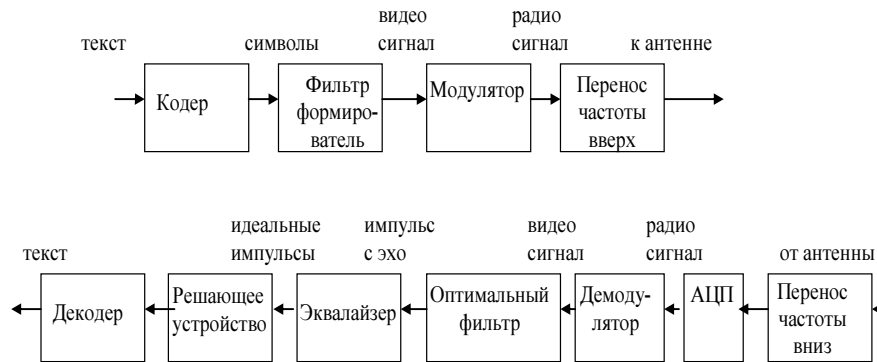 видео
сигнал
радио
сигнал
текст
символы
к антенне
Кодер
Фильтр
формиро-
ватель
Модулятор
Перенос
частоты
вверх
идеальные
импульсы
импульс
с эхо
видео
сигнал
радио
сигнал
текст
от антенны
Декодер
Решающее
устройство
Эквалайзер
Оптимальный
фильтр
Демоду-
лятор
АЦП
Перенос
частоты
вниз